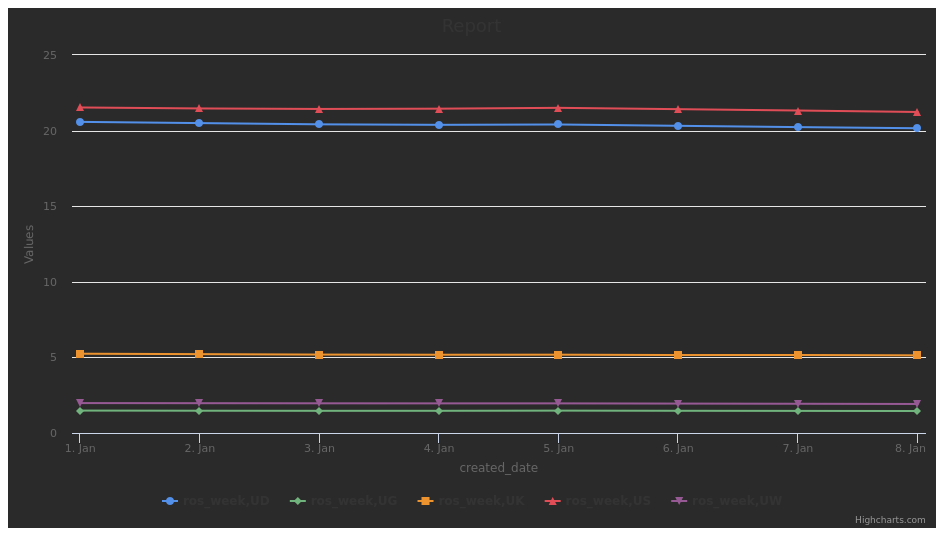 Report
25
20
15
10
5
0
Values
1. Jan 2. Jan 3. Jan 4. Jan 5. Jan 6. Jan 7. Jan 8. Jan
created_date
ros_week,UD ros_week,UG ros_week,UK ros_week,US ros_week,UW
Highcharts.com